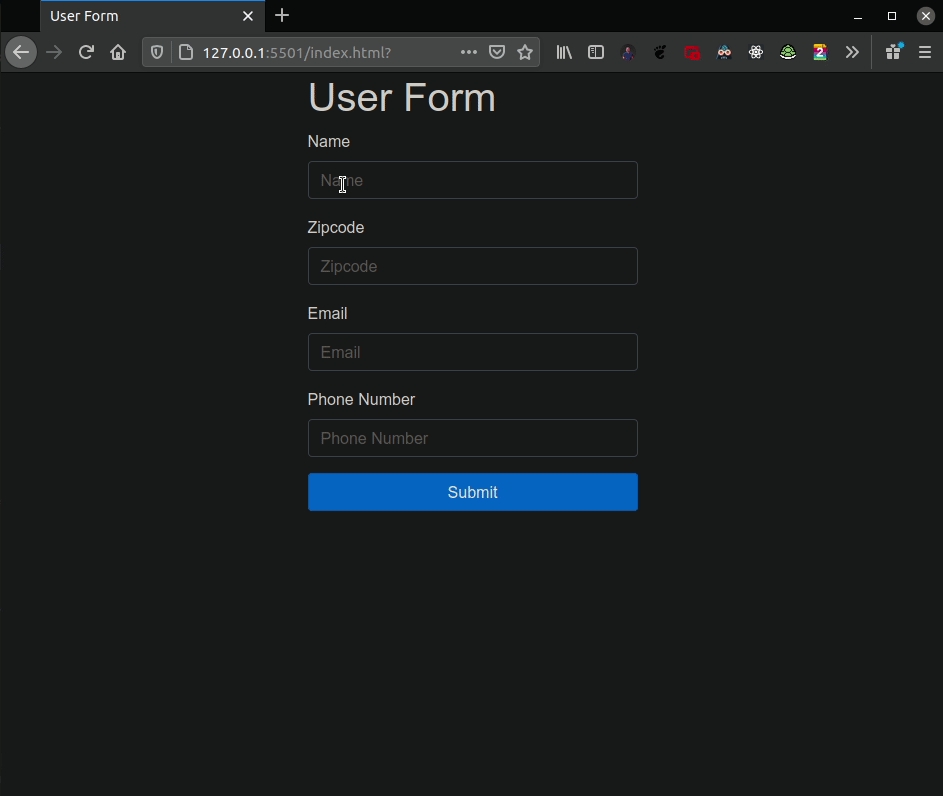 User Form
127.0.0.1:5501/index.html?
2
User Form
Name
Name
Zipcode
Zipcode
Email
Email
Phone Number
Phone Number
Submit